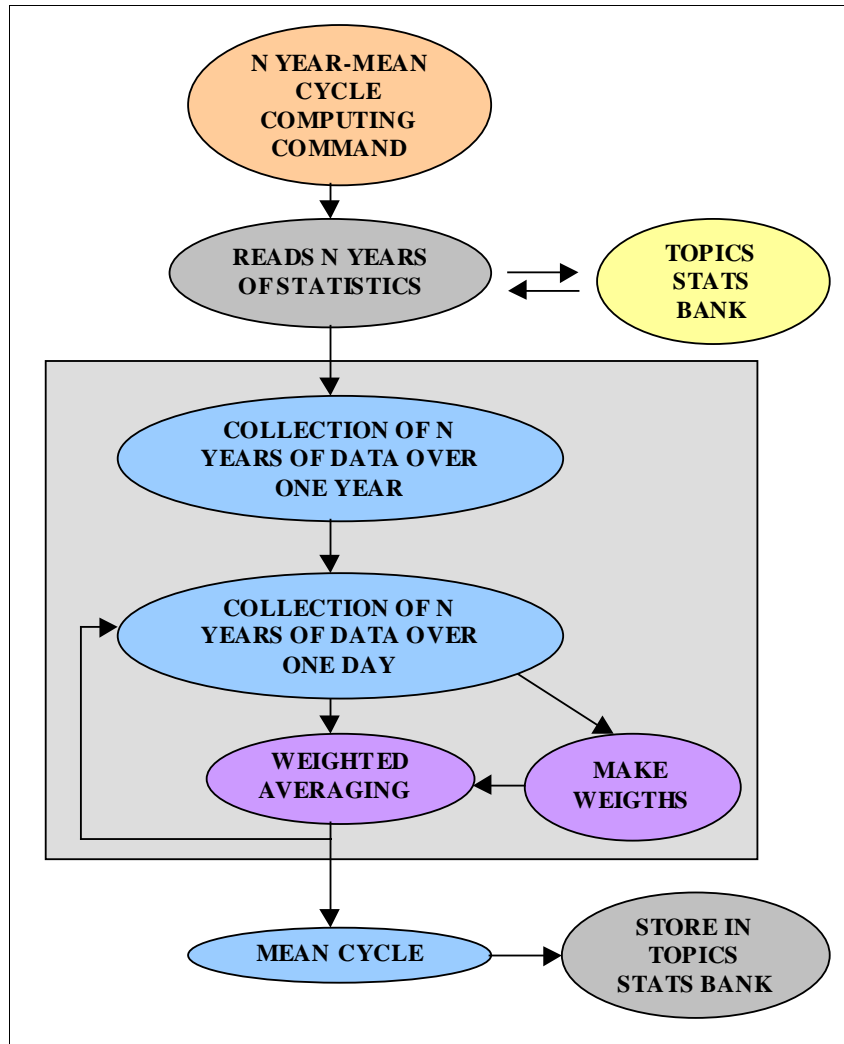 N YEAR-MEAN
CYCLE
COMPUTING
COMMAND
READS N YEARS
OF STATISTICS
TOPICS
STATS
BANK
COLLECTION OF N
YEARS OF DATA OVER
ONE YEAR
COLLECTION OF N
YEARS OF DATA OVER
ONE DAY
WEIGHTED
AVERAGING
MAKE
WEIGTHS
MEAN CYCLE
STORE IN
TOPICS
STATS BANK